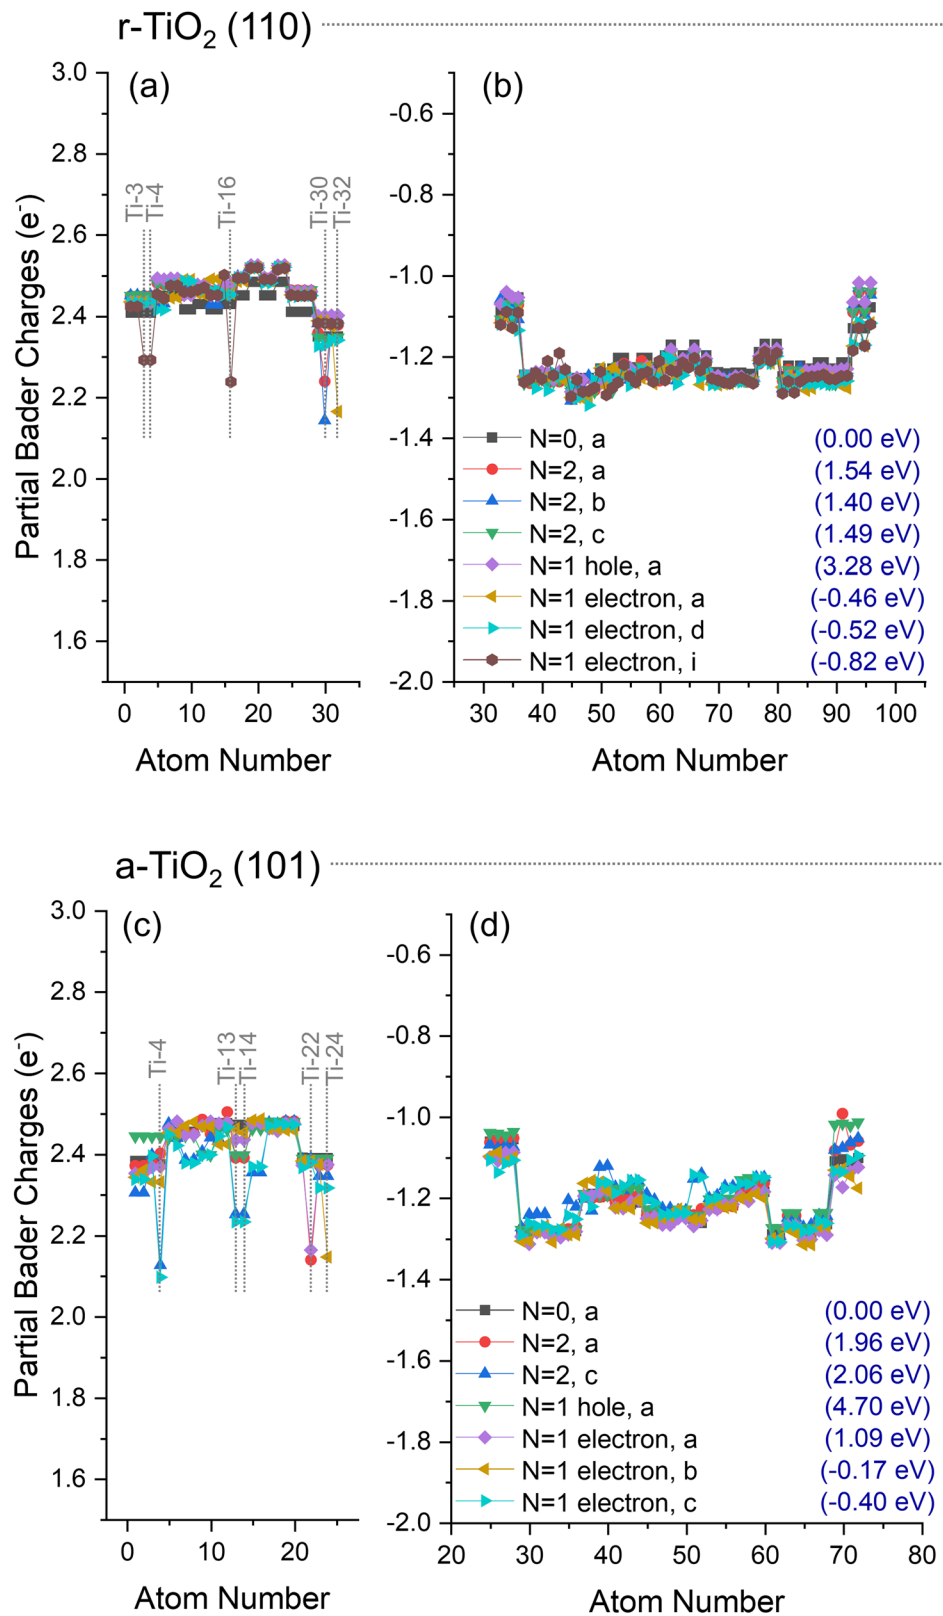 r-TiO₂ (110)
(a)
(b)
Partial Bader Charges (e⁻)
3.0
2.8
2.6
2.4
2.2
2.0
1.8
1.6
Ti-3
Ti-4
Ti-16
Ti-30
Ti-32
0
10
20
30
Atom Number
-0.6
-0.8
-1.0
-1.2
-1.4
-1.6
-1.8
-2.0
N=0, a (0.00 eV)
N=2, a (1.54 eV)
N=2, b (1.40 eV)
N=2, c (1.49 eV)
N=1 hole, a (3.28 eV)
N=1 electron, a (-0.46 eV)
N=1 electron, d (-0.52 eV)
N=1 electron, i (-0.82 eV)
30
40
50
60
70
80
90
100
Atom Number
a-TiO₂ (101)
(c)
(d)
Partial Bader Charges (e⁻)
3.0
2.8
2.6
2.4
2.2
2.0
1.8
1.6
Ti-4
Ti-13
Ti-14
Ti-22
Ti-24
0
10
20
Atom Number
-0.6
-0.8
-1.0
-1.2
-1.4
-1.6
-1.8
-2.0
N=0, a (0.00 eV)
N=2, a (1.96 eV)
N=2, c (2.06 eV)
N=1 hole, a (4.70 eV)
N=1 electron, a (1.09 eV)
N=1 electron, b (-0.17 eV)
N=1 electron, c (-0.40 eV)
20
30
40
50
60
70
80
Atom Number